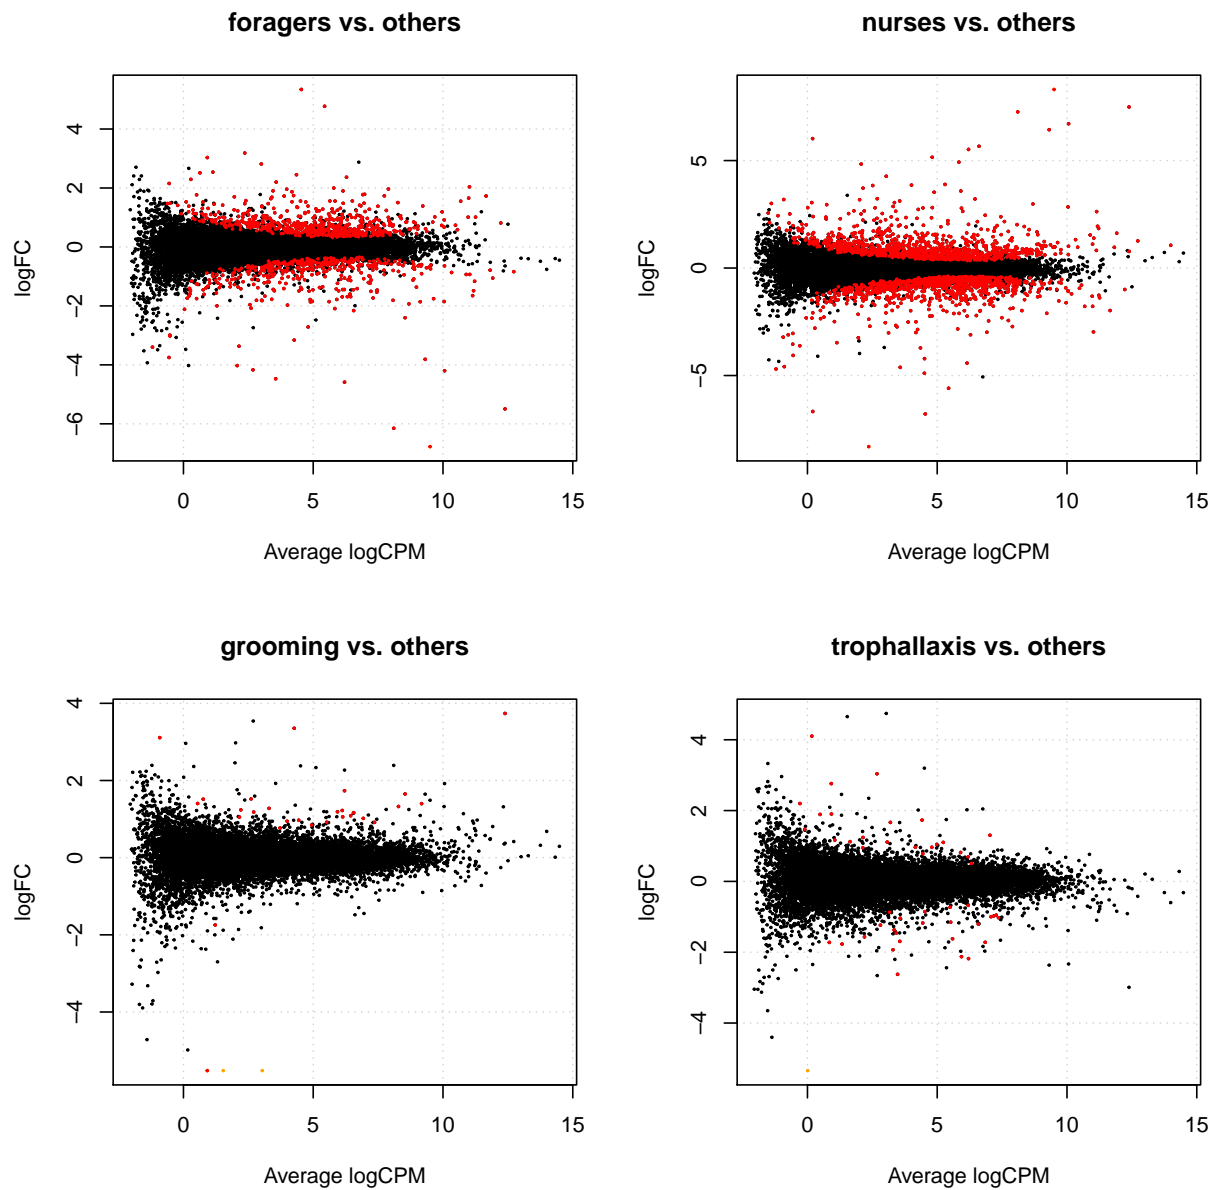 foragers vs. others
4
2
0
−2
−4
−6
logFC
0
5
10
15
Average logCPM
nurses vs. others
5
0
−5
logFC
0
5
10
15
Average logCPM
grooming vs. others
4
2
0
−2
−4
logFC
0
5
10
15
Average logCPM
trophallaxis vs. others
4
2
0
−2
−4
logFC
0
5
10
15
Average logCPM